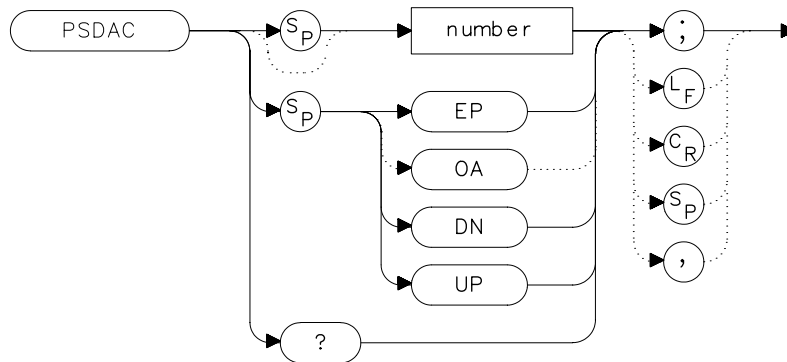 PSDAC SP number ;
LF
SP EP
CR
OA
SP
DN
,
UP
?